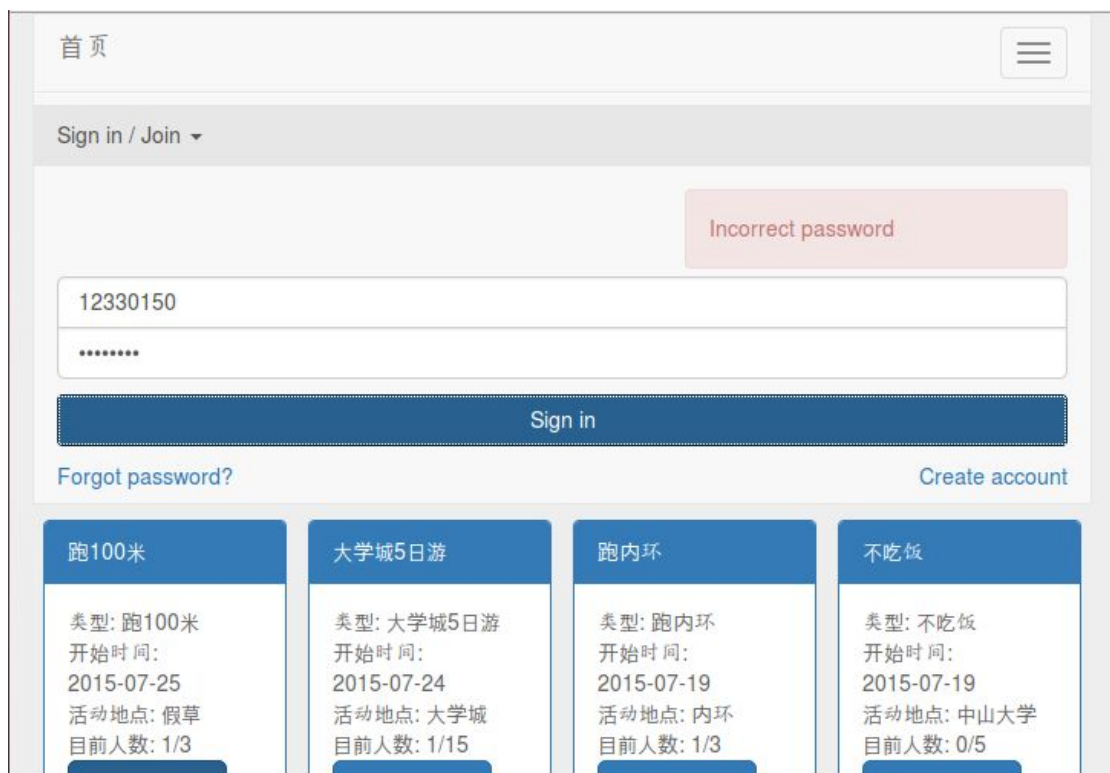 首页
Sign in / Join
Incorrect password
12330150
••••••••
Sign in
Forgot password?
Create account
跑100米
类型: 跑100米
开始时间:
2015-07-25
活动地点: 假草
目前人数: 1/3
大学城5日游
类型: 大学城5日游
开始时间:
2015-07-24
活动地点: 大学城
目前人数: 1/15
跑内环
类型: 跑内环
开始时间:
2015-07-19
活动地点: 内环
目前人数: 1/3
不吃饭
类型: 不吃饭
开始时间:
2015-07-19
活动地点: 中山大学
目前人数: 0/5